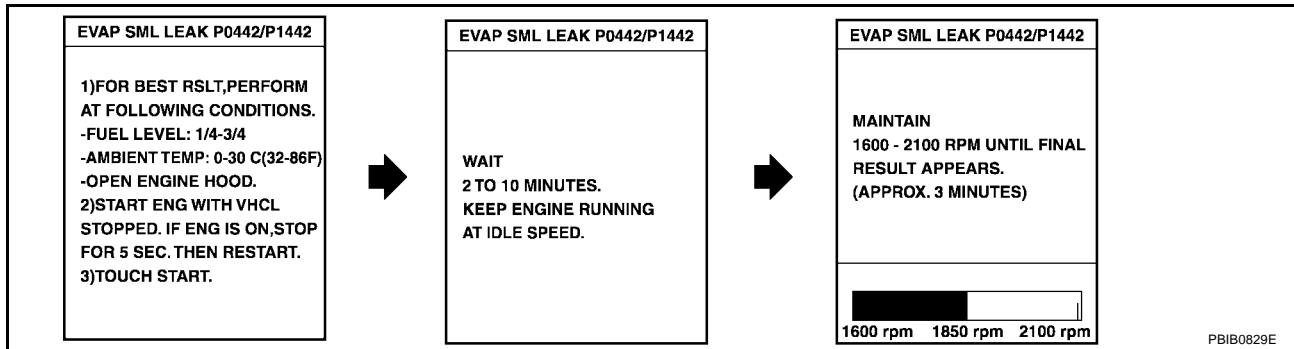 EVAP SML LEAK P0442/P1442
1)FOR BEST RSLT,PERFORM
AT FOLLOWING CONDITIONS.
-FUEL LEVEL: 1/4-3/4
-AMBIENT TEMP: 0-30 C(32-86F)
-OPEN ENGINE HOOD.
2)START ENG WITH VHCL
STOPPED. IF ENG IS ON,STOP
FOR 5 SEC. THEN RESTART.
3)TOUCH START.
EVAP SML LEAK P0442/P1442
WAIT
2 TO 10 MINUTES.
KEEP ENGINE RUNNING
AT IDLE SPEED.
EVAP SML LEAK P0442/P1442
MAINTAIN
1600 - 2100 RPM UNTIL FINAL
RESULT APPEARS.
(APPROX. 3 MINUTES)
1600 rpm 1850 rpm 2100 rpm
PBIB0829E